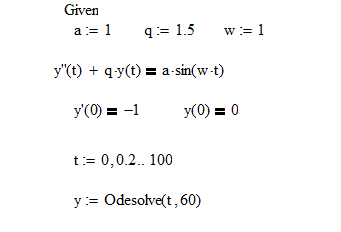 Given
a := 1 q := 1.5 w := 1
y''(t) + q·y(t) = a·sin(w·t)
y'(0) = −1 y(0) = 0
t := 0, 0.2 .. 100
y := Odesolve(t, 60)